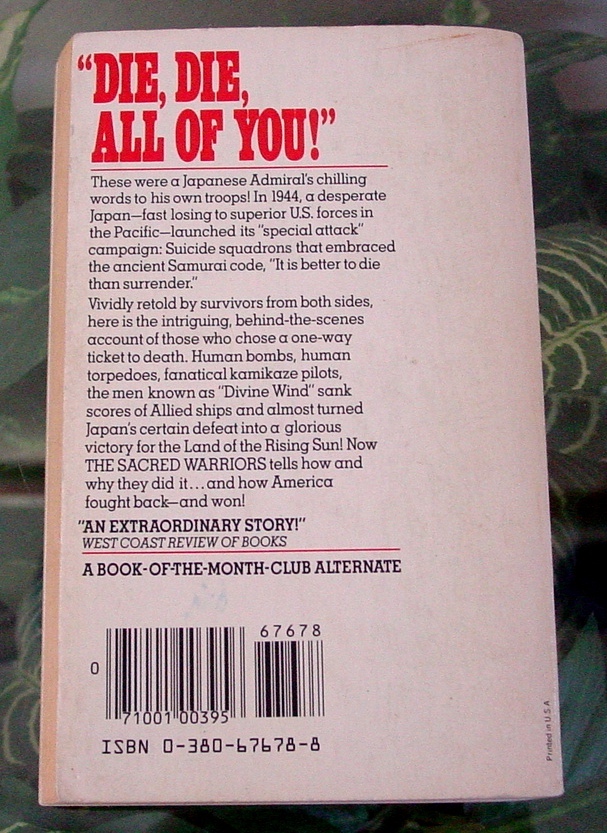 “DIE, DIE,
ALL OF YOU!”
These were a Japanese Admiral's chilling
words to his own troops! In 1944, a desperate
Japan—fast losing to superior U.S. forces in
the Pacific—launched its “special attack”
campaign: Suicide squadrons that embraced
the ancient Samurai code, “It is better to die
than surrender.”
Vividly retold by survivors from both sides,
here is the intriguing, behind-the-scenes
account of those who chose a one-way
ticket to death. Human bombs, human
torpedoes, fanatical kamikaze pilots,
the men known as “Divine Wind” sank
scores of Allied ships and almost turned
Japan's certain defeat into a glorious
victory for the Land of the Rising Sun! Now
THE SACRED WARRIORS tells how and
why they did it...and how America
fought back—and won!
“AN EXTRAORDINARY STORY!”
WEST COAST REVIEW OF BOOKS
A BOOK-OF-THE-MONTH-CLUB ALTERNATE
67678
0
71001 00395
ISBN 0-380-67678-8
Printed in U.S.A